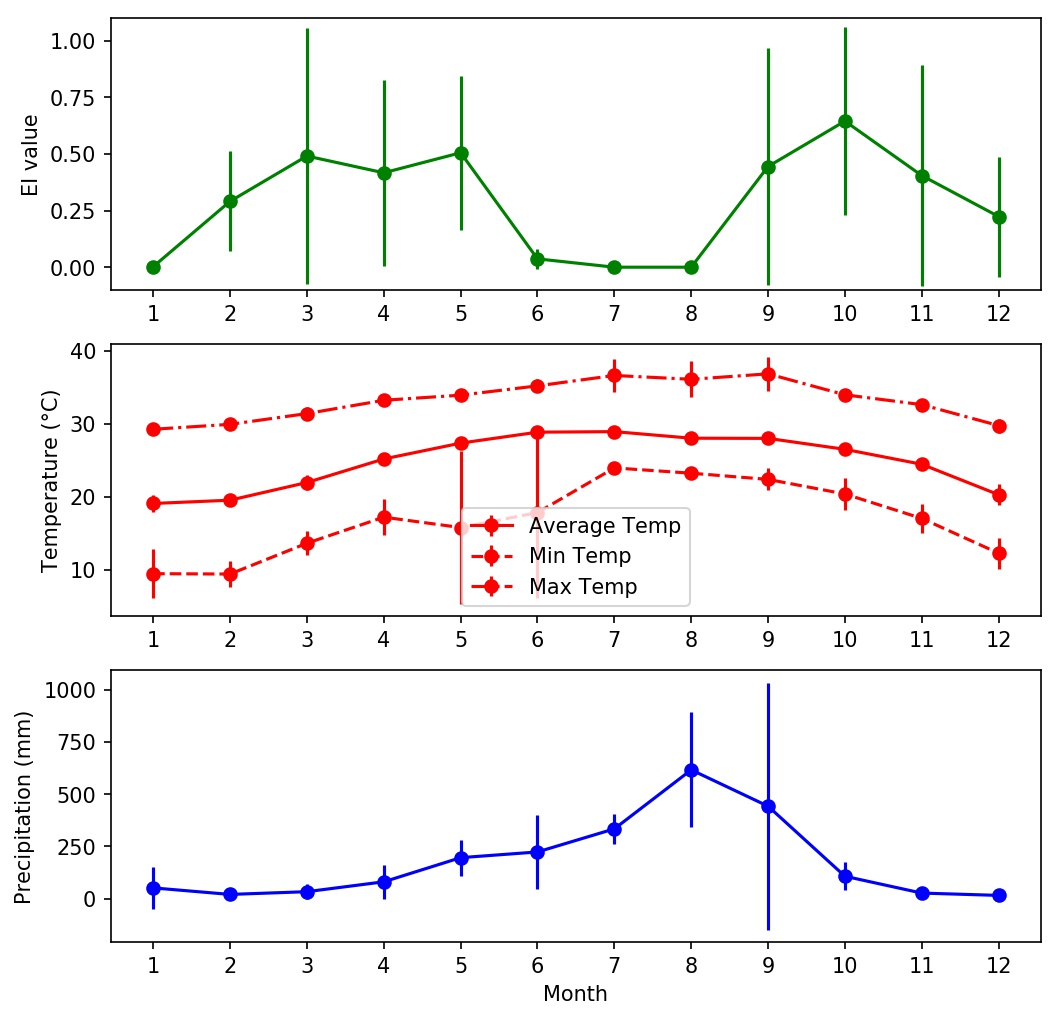 1.00
0.75
0.50
0.25
0.00
EI value
1 2 3 4 5 6 7 8 9 10 11 12
40
30
20
10
Temperature (°C)
Average Temp
Min Temp
Max Temp
1 2 3 4 5 6 7 8 9 10 11 12
1000
750
500
250
0
Precipitation (mm)
1 2 3 4 5 6 7 8 9 10 11 12
Month